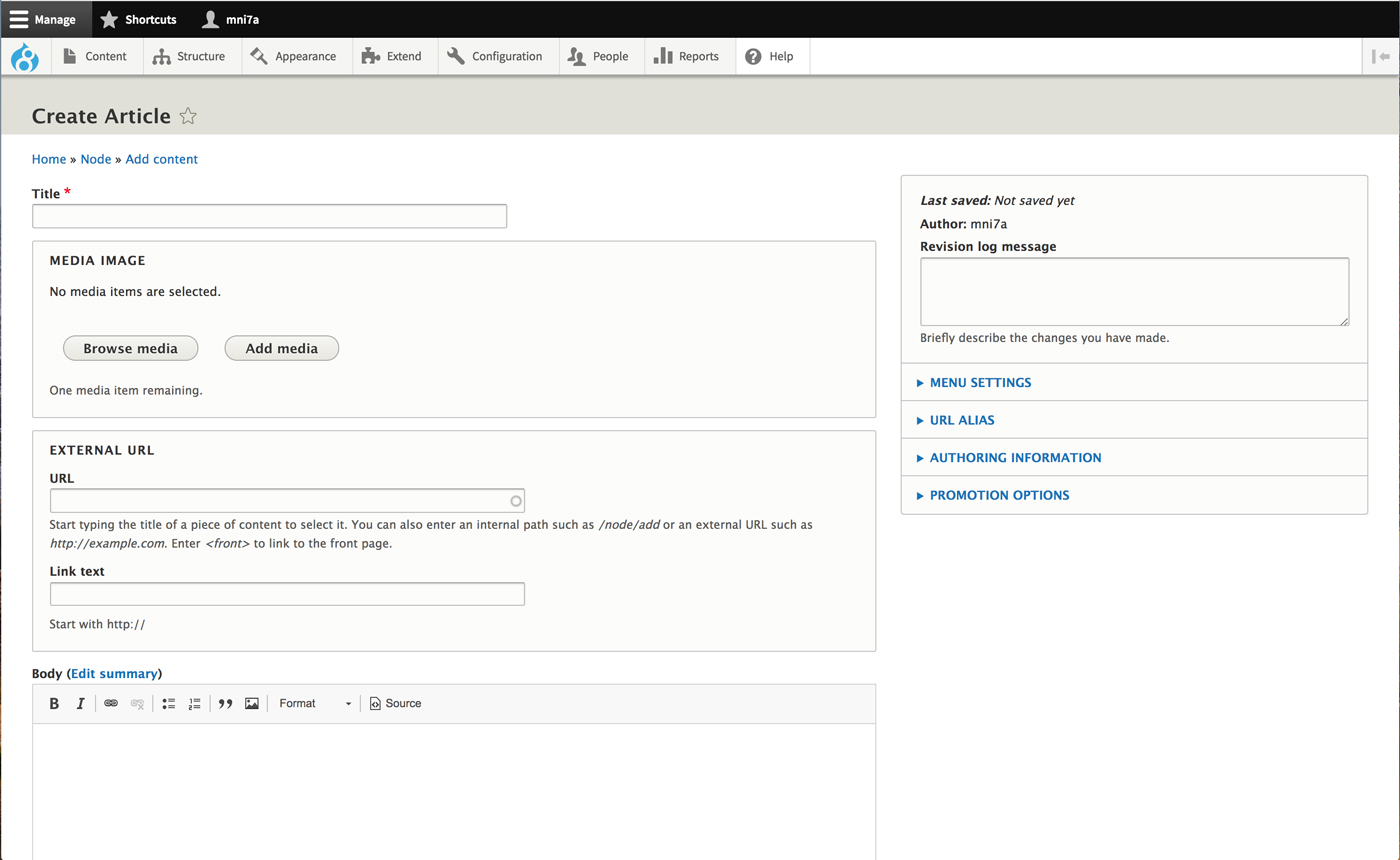 Manage Shortcuts mni7a
Content Structure Appearance Extend Configuration People Reports Help
Create Article
Home » Node » Add content
Title *
MEDIA IMAGE
No media items are selected.
Browse media Add media
One media item remaining.
EXTERNAL URL
URL
Start typing the title of a piece of content to select it. You can also enter an internal path such as /node/add or an external URL such as
http://example.com. Enter <front> to link to the front page.
Link text
Start with http://
Body (Edit summary)
B I Format Source
Last saved: Not saved yet
Author: mni7a
Revision log message
Briefly describe the changes you have made.
MENU SETTINGS
URL ALIAS
AUTHORING INFORMATION
PROMOTION OPTIONS